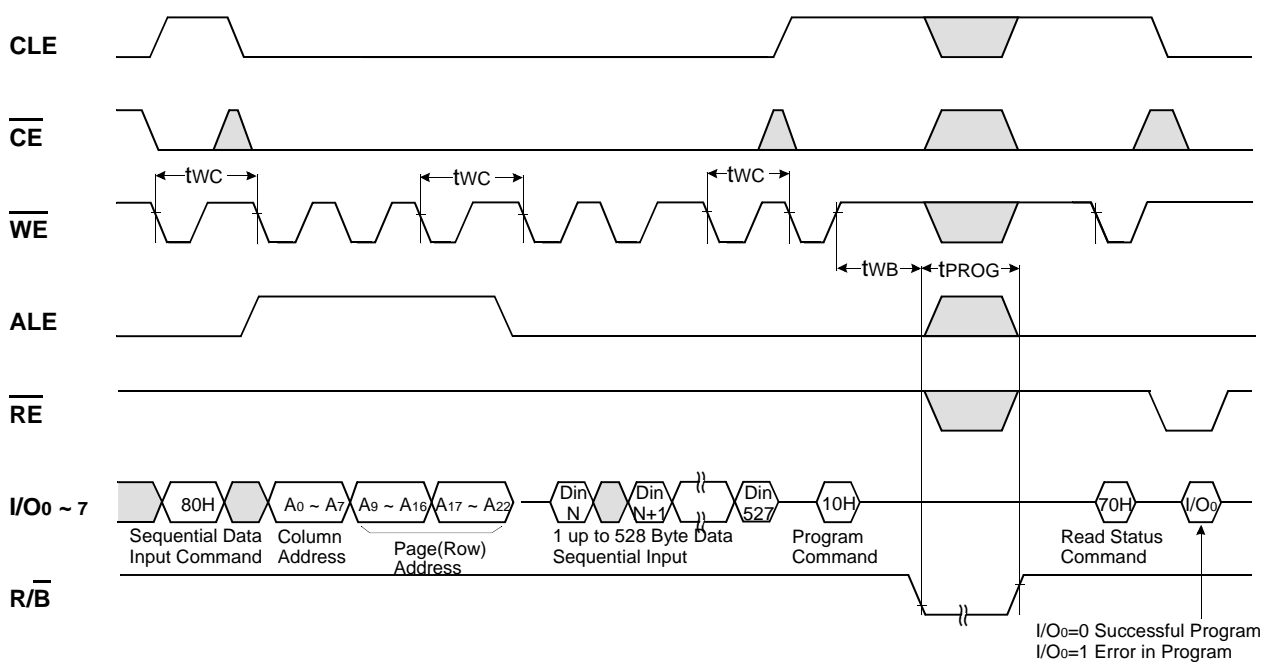 CLE
CE
tWC
tWC
tWC
WE
tWB
tPROG
ALE
RE
I/O0 ~ 7
80H
A0 ~ A7
A9 ~ A16
A17 ~ A22
Din
N
Din
N+1
Din
527
10H
70H
I/O0
Sequential Data
Input Command
Column
Address
Page(Row)
Address
1 up to 528 Byte Data
Sequential Input
Program
Command
Read Status
Command
R/B
I/O0=0 Successful Program
I/O0=1 Error in Program